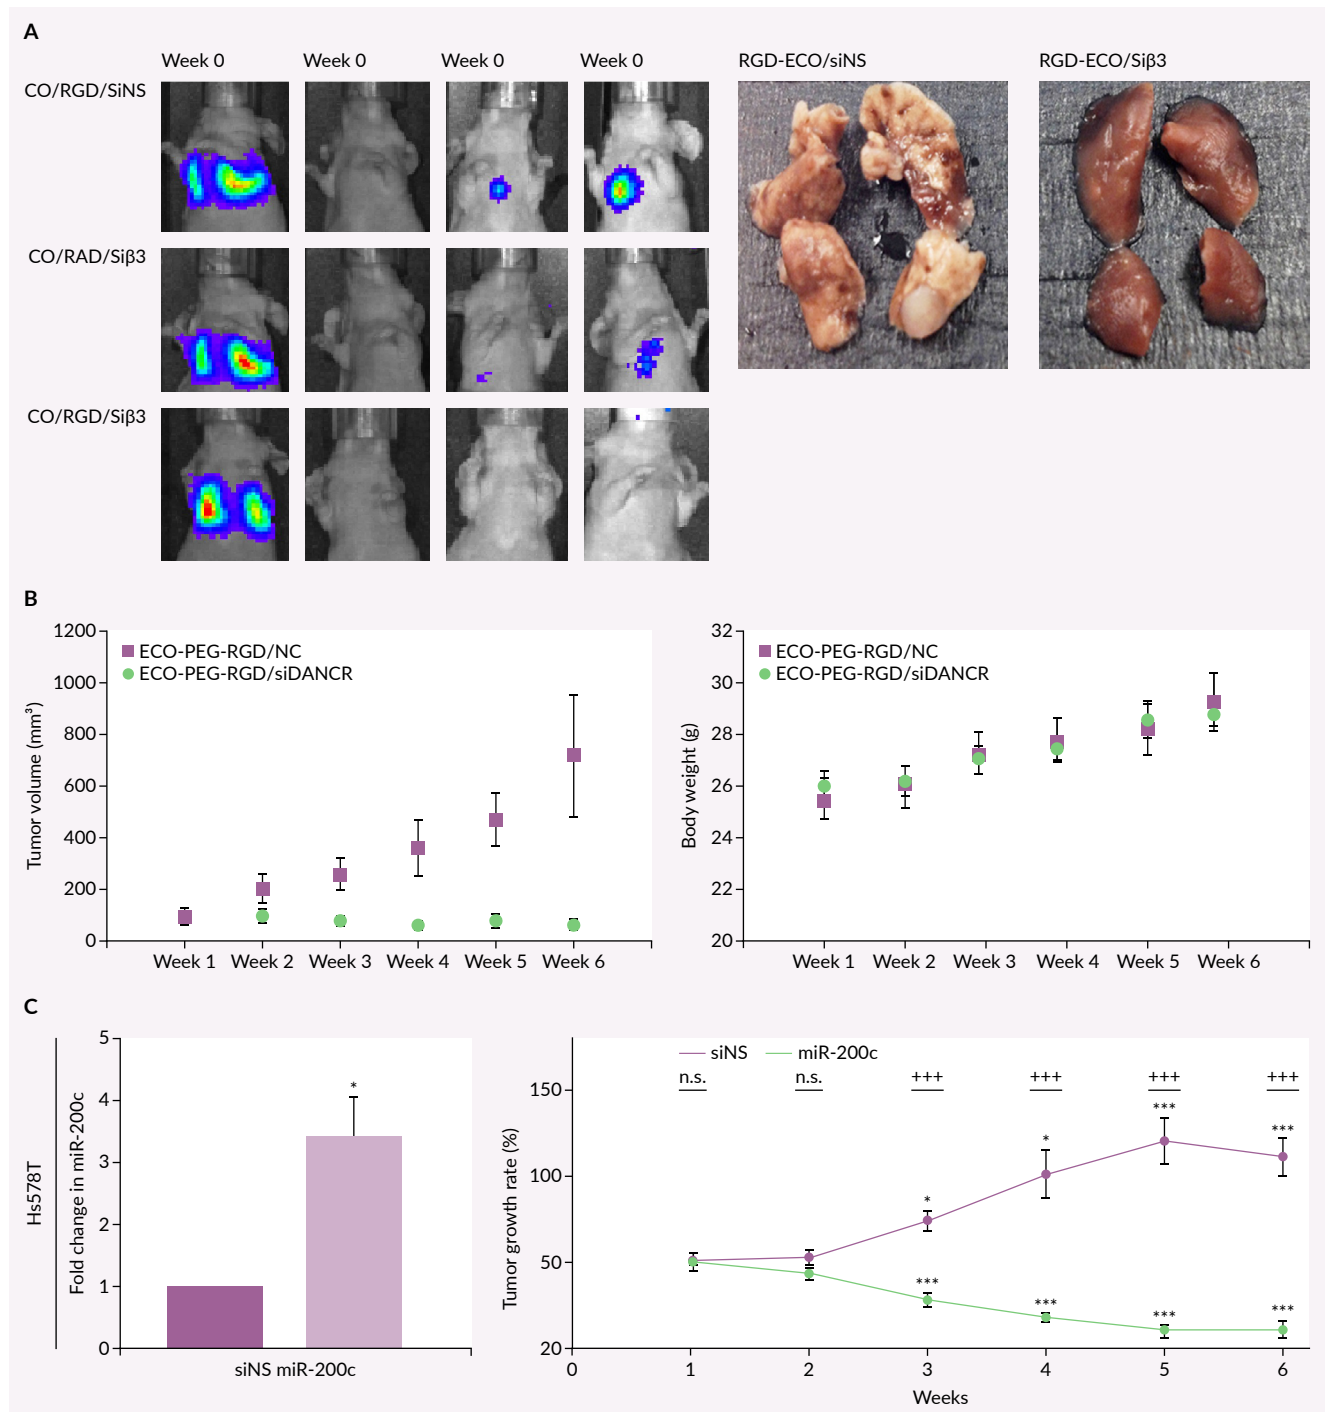 A
Week 0 Week 0 Week 0 Week 0 RGD-ECO/siNS RGD-ECO/Siβ3
CO/RGD/SiNS
CO/RAD/Siβ3
CO/RGD/Siβ3
B
1200
1000
800
600
400
200
0
Tumor volume (mm³)
ECO-PEG-RGD/NC
ECO-PEG-RGD/siDANCR
Week 1 Week 2 Week 3 Week 4 Week 5 Week 6
32
30
28
26
24
22
20
Body weight (g)
ECO-PEG-RGD/NC
ECO-PEG-RGD/siDANCR
Week 1 Week 2 Week 3 Week 4 Week 5 Week 6
C
Hs578T
Fold change in miR-200c
5
4
3
2
1
0
*
siNS miR-200c
Tumor growth rate (%)
150
100
50
20
siNS miR-200c
n.s. n.s. +++ +++ +++ +++
* * *** ***
*** *** *** ***
0 1 2 3 4 5 6
Weeks